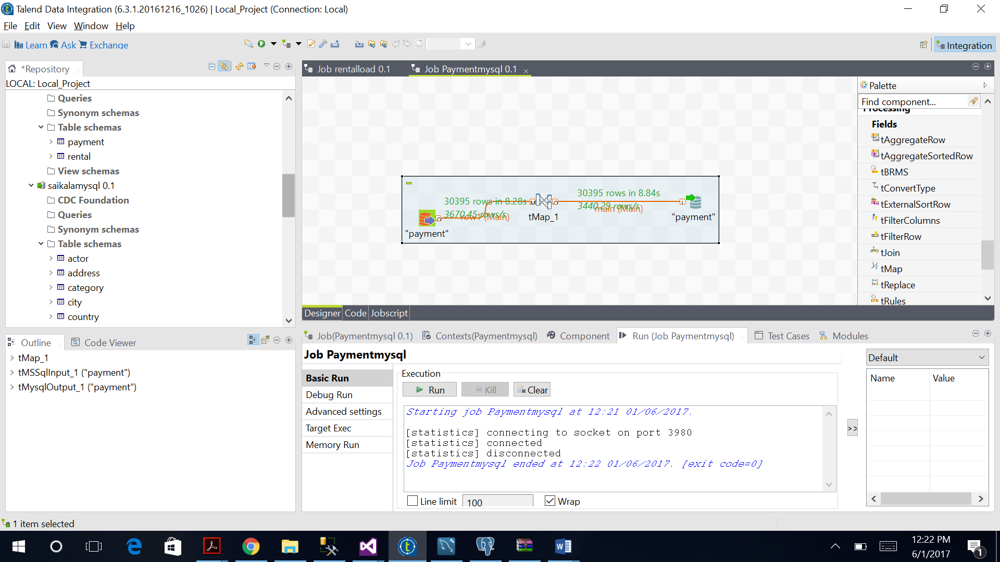 Talend Data Integration (6.3.1.20161216_1026) | Local_Project (Connection: Local)
File Edit View Window Help
Learn Ask Exchange
Integration
*Repository
LOCAL: Local_Project
Queries
Synonym schemas
Table schemas
payment
rental
View schemas
saikalamysql 0.1
CDC Foundation
Queries
Synonym schemas
Table schemas
actor
address
category
city
country
Job rentalload 0.1
Job Paymentmysql 0.1
30395 rows in 8.28s
3670.45 rows/s
row1 (Main)
"payment"
tMap_1
30395 rows in 8.84s
3440.29 rows/s
main (Main)
"payment"
Designer Code Jobscript
Palette
Find component...
Processing
Fields
tAggregateRow
tAggregateSortedRow
tBRMS
tConvertType
tExternalSortRow
tFilterColumns
tFilterRow
tJoin
tMap
tReplace
tRules
Outline
Code Viewer
tMap_1
tMSSqlInput_1 ("payment")
tMysqlOutput_1 ("payment")
Job(Paymentmysql 0.1)
Contexts(Paymentmysql)
Component
Run (Job Paymentmysql)
Test Cases
Modules
Job Paymentmysql
Basic Run
Debug Run
Advanced settings
Target Exec
Memory Run
Execution
Run
Kill
Clear
Starting job Paymentmysql at 12:21 01/06/2017.
[statistics] connecting to socket on port 3980
[statistics] connected
[statistics] disconnected
Job Paymentmysql ended at 12:22 01/06/2017. [exit code=0]
Line limit 100 Wrap
>>
Default
Name Value
1 item selected
12:22 PM
6/1/2017
1